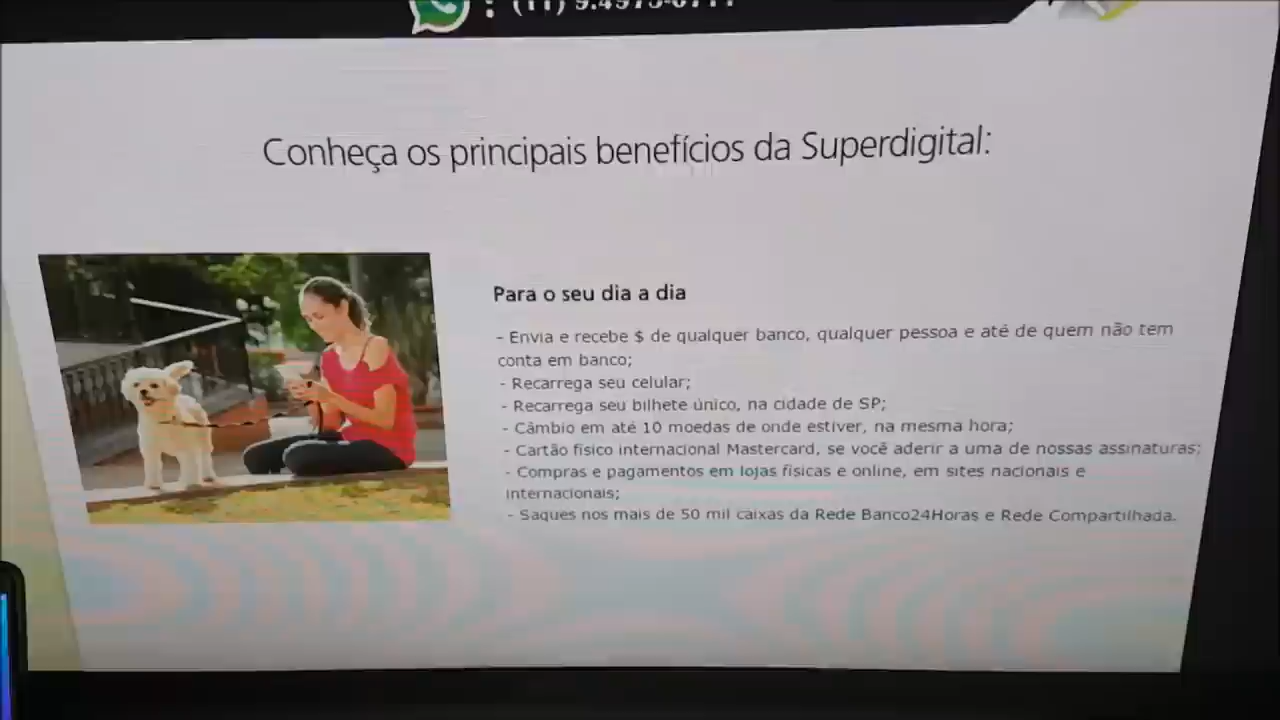 Conheça os principais benefícios da Superdigital:
Para o seu dia a dia
- Envia e recebe $ de qualquer banco, qualquer pessoa e até de quem não tem
conta em banco;
- Recarrega seu celular;
- Recarrega seu bilhete único, na cidade de SP;
- Câmbio em até 10 moedas de onde estiver, na mesma hora;
- Cartão físico internacional Mastercard, se você aderir a uma de nossas assinaturas;
- Compras e pagamentos em lojas físicas e online, em sites nacionais e
internacionais;
- Saques nos mais de 50 mil caixas da Rede Banco24Horas e Rede Compartilhada.